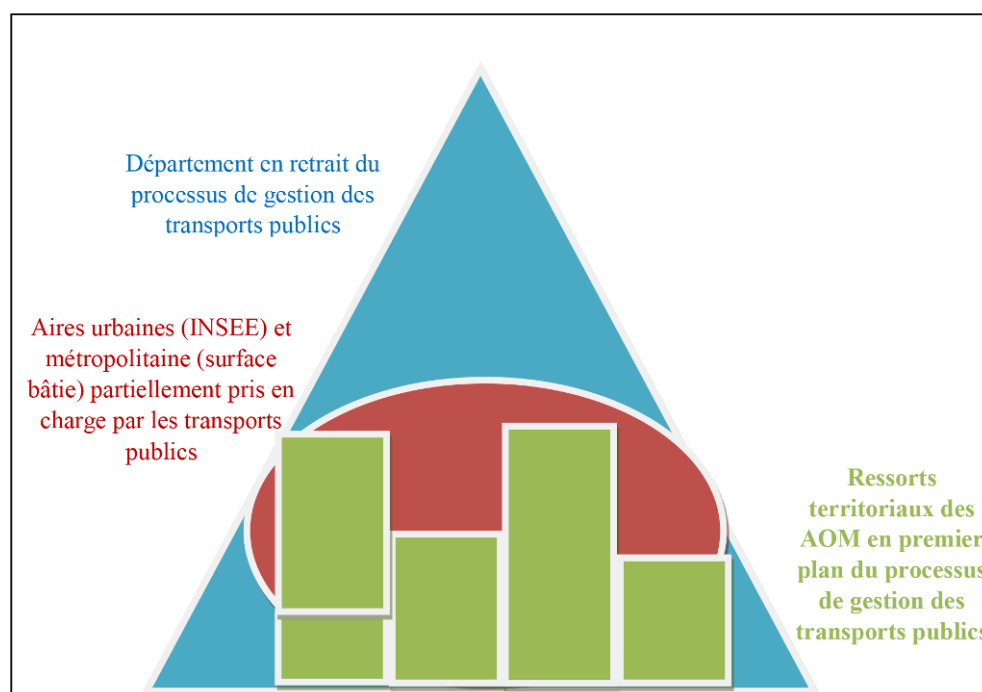 Département en retrait du
processus de gestion des
transports publics
Aires urbaines (INSEE) et
métropolitaine (surface
bâtie) partiellement pris en
charge par les transports
publics
Ressorts
territoriaux des
AOM en premier
plan du processus
de gestion des
transports publics